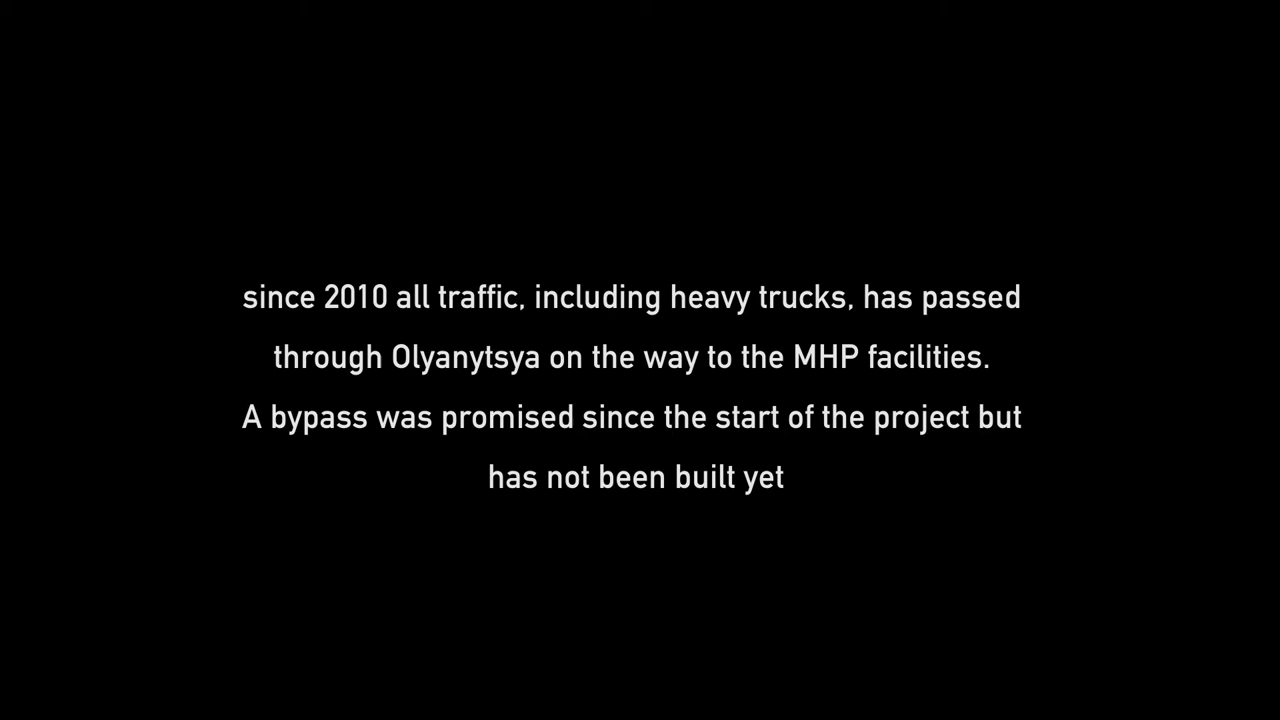 since 2010 all traffic, including heavy trucks, has passed
through Olyanytsya on the way to the MHP facilities.
A bypass was promised since the start of the project but
has not been built yet